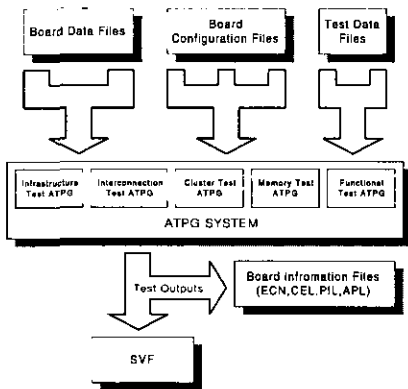 Board Data Files
Board
Configuration Files
Test Data
Files
Infrastructure
Test ATPG
Interconnection
Test ATPG
Cluster Test
ATPG
Memory Test
ATPG
Functional
Test ATPG
ATPG SYSTEM
Test Outputs
Board infromation Files
(ECN,CEL.PIL,APL)
SVF